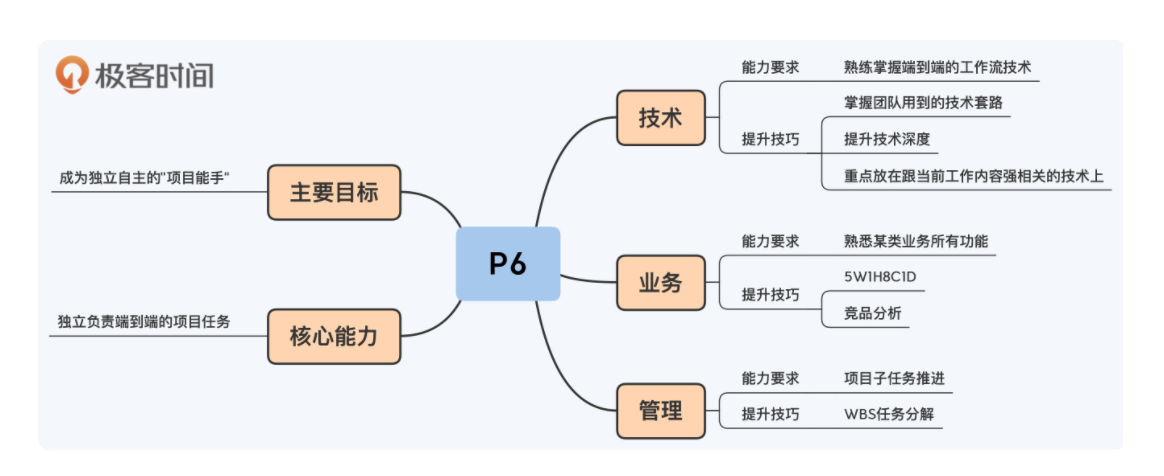 极客时间
主要目标
成为独立自主的"项目能手"
核心能力
独立负责端到端的项目任务
P6
技术
能力要求
熟练掌握端到端的工作流技术
提升技巧
掌握团队用到的技术套路
提升技术深度
重点放在跟当前工作内容强相关的技术上
业务
能力要求
熟悉某类业务所有功能
提升技巧
5W1H8C1D
竞品分析
管理
能力要求
项目子任务推进
提升技巧
WBS任务分解